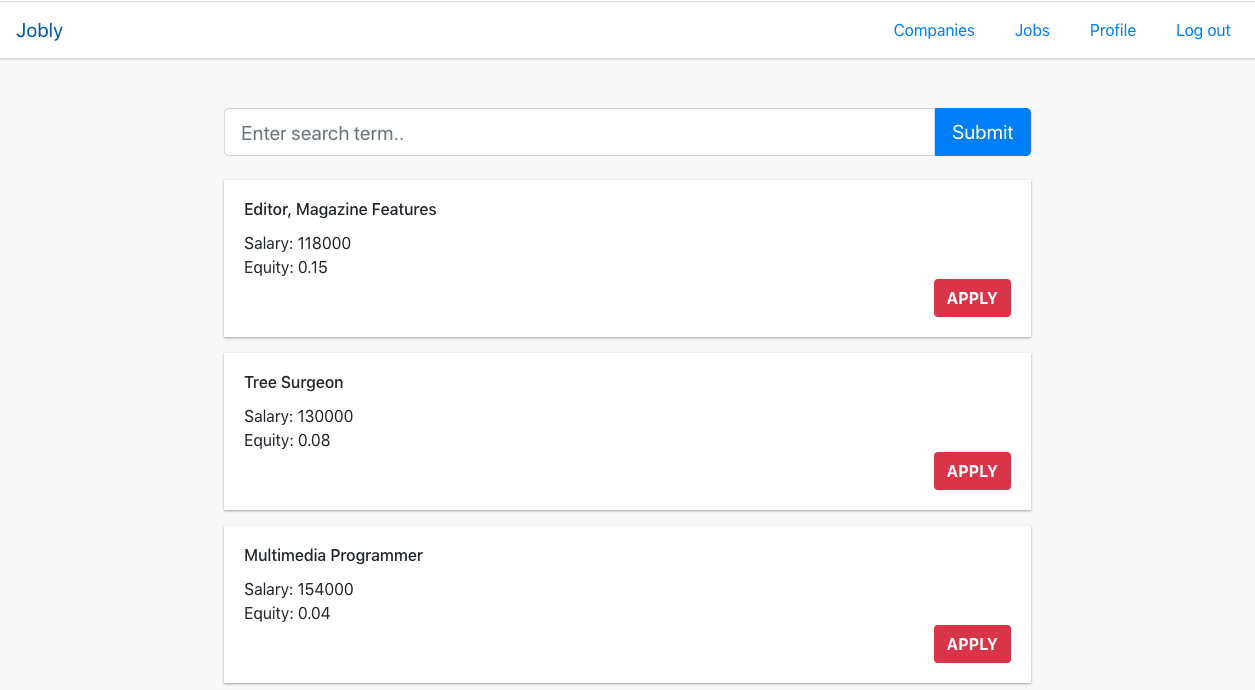 Jobly
Companies
Jobs
Profile
Log out
Enter search term..
Submit
Editor, Magazine Features
Salary: 118000
Equity: 0.15
APPLY
Tree Surgeon
Salary: 130000
Equity: 0.08
APPLY
Multimedia Programmer
Salary: 154000
Equity: 0.04
APPLY